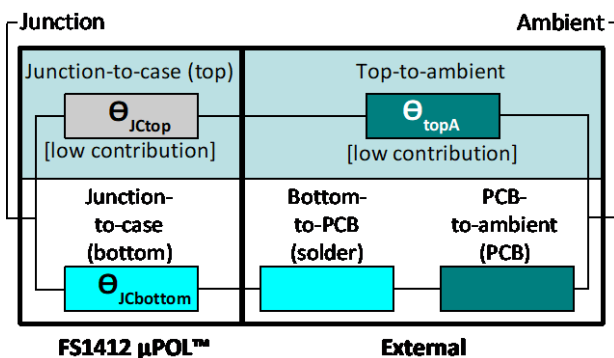 Junction
Ambient
Junction-to-case (top)
Top-to-ambient
ϴJCtop
ϴtopA
[low contribution]
[low contribution]
Junction-
to-case
(bottom)
Bottom-
to-PCB
(solder)
PCB-
to-ambient
(PCB)
ϴJCbottom
FS1412 µPOL™
External